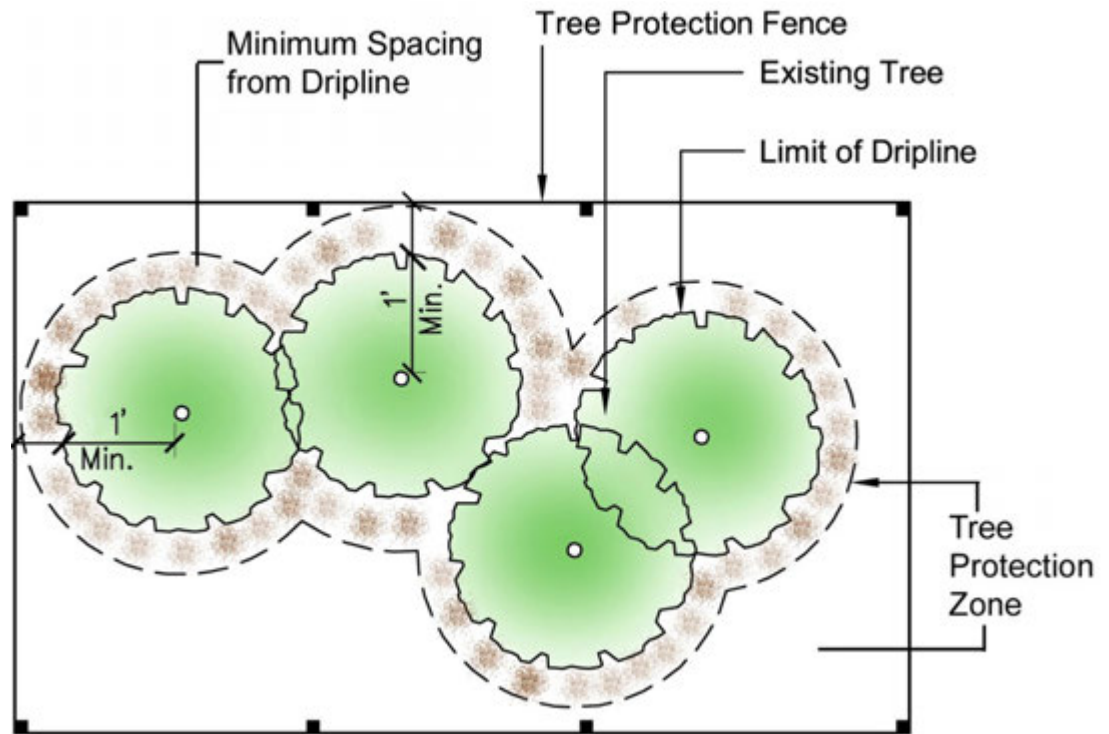 Tree Protection Fence
Minimum Spacing
from Dripline
Existing Tree
Limit of Dripline
1'
Min.
1'
Min.
Tree
Protection
Zone